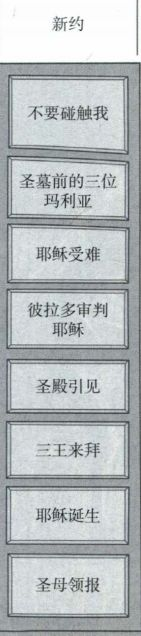 新约
不要碰触我
圣墓前的三位
玛利亚
耶稣受难
彼拉多审判
耶稣
圣殿引见
三王来拜
耶稣诞生
圣母领报